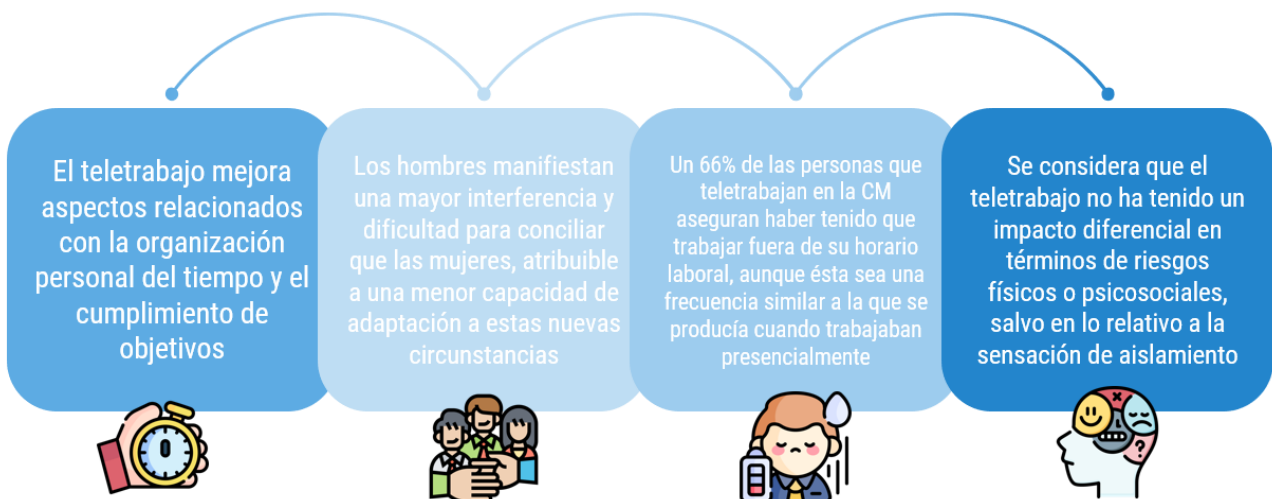 El teletrabajo mejora
aspectos relacionados
con la organización
personal del tiempo y el
cumplimiento de
objetivos
Los hombres manifiestan
una mayor interferencia y
dificultad para conciliar
que las mujeres, atribuible
a una menor capacidad de
adaptación a estas nuevas
circunstancias
Un 66% de las personas que
teletrabajan en la CM
aseguran haber tenido que
trabajar fuera de su horario
laboral, aunque ésta sea una
frecuencia similar a la que se
producía cuando trabajaban
presencialmente
Se considera que el
teletrabajo no ha tenido un
impacto diferencial en
términos de riesgos
físicos o psicosociales,
salvo en lo relativo a la
sensación de aislamiento